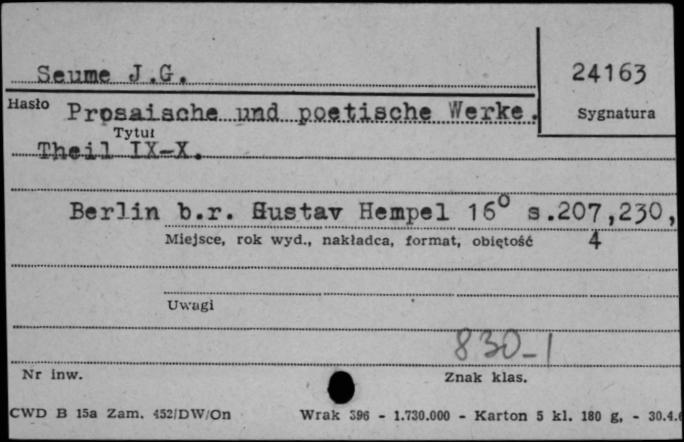 Seume J.G.
24163
Hasło
Prosaische und poetische Werke.
Sygnatura
Tytuł
Theil IX-X.
Berlin b.r. Gustav Hempel 16° s.207,230,
Miejsce, rok wyd., nakładca, format, objętość
4
Uwagi
830-1
Nr inw.
Znak klas.
CWD B 15a Zam. 452/DW/On
Wrak 396 - 1.730.000 - Karton 5 kl. 180 g, - 30.4.